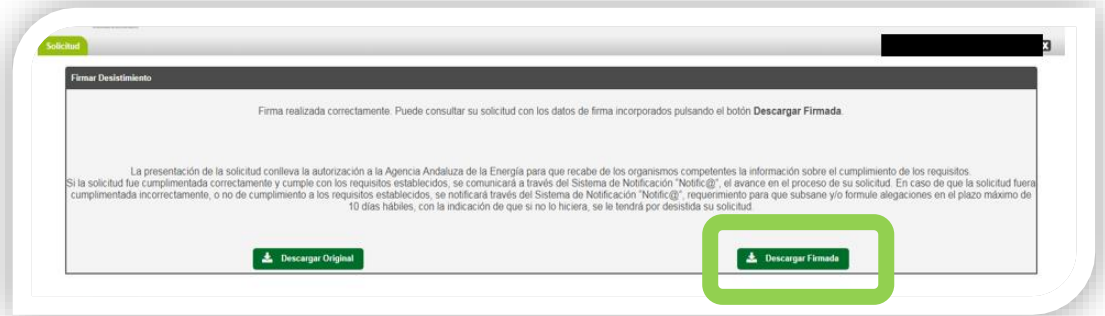 Solicitud
X
Firmar Desistimiento
Firma realizada correctamente. Puede consultar su solicitud con los datos de firma incorporados pulsando el botón Descargar Firmada.
La presentación de la solicitud conlleva la autorización a la Agencia Andaluza de la Energía para que recabe de los organismos competentes la información sobre el cumplimiento de los requisitos.
Si la solicitud fue cumplimentada correctamente y cumple con los requisitos establecidos, se comunicará a través del Sistema de Notificación "Notific@", el avance en el proceso de su solicitud. En caso de que la solicitud fuera
cumplimentada incorrectamente, o no de cumplimiento a los requisitos establecidos, se notificará través del Sistema de Notificación "Notific@", requerimiento para que subsane y/o formule alegaciones en el plazo máximo de
10 días hábiles, con la indicación de que si no lo hiciera, se le tendrá por desistida su solicitud.
Descargar Original
Descargar Firmada